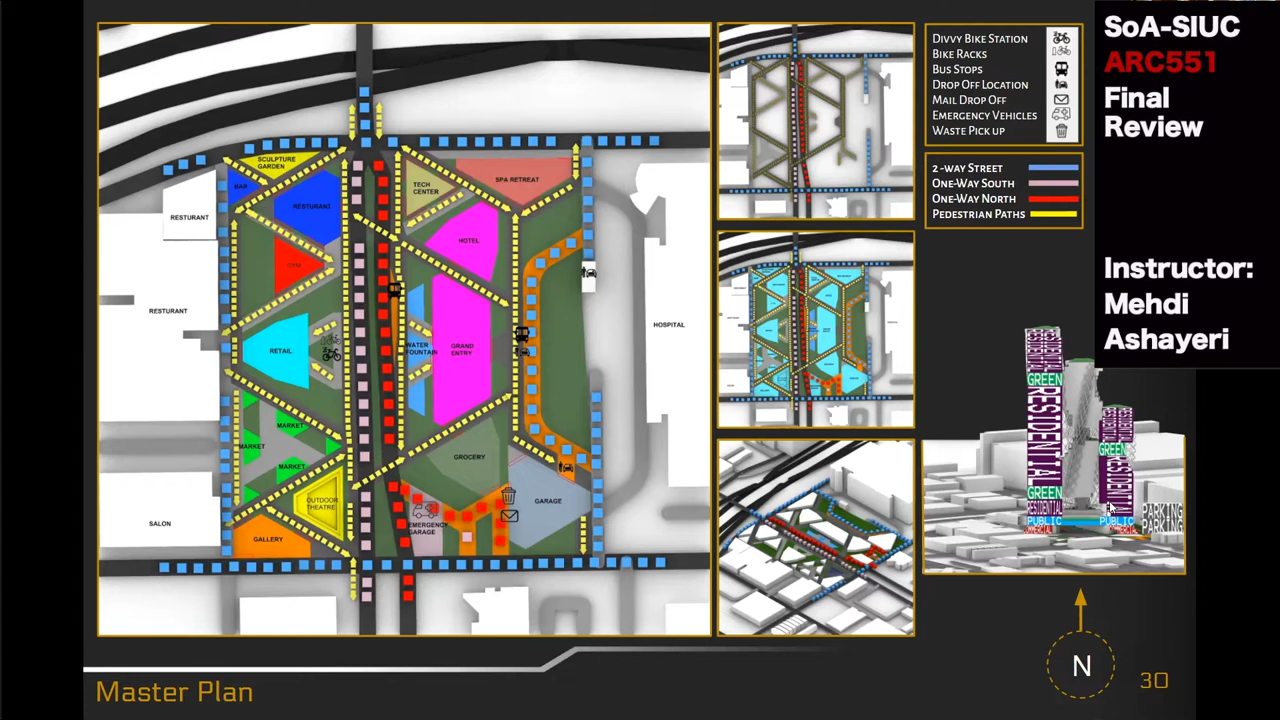 SCULPTURE
GARDEN
BAR
RESTURANT
RESTURANT
TECH
CENTER
SPA RETREAT
HOTEL
GYM
RESTURANT
HOSPITAL
RETAIL
WATER
FOUNTAIN
GRAND
ENTRY
MARKET
MARKET
MARKET
GROCERY
OUTDOOR
THEATRE
GARAGE
SALON
EMERGENCY
GARAGE
GALLERY
DIVVY BIKE STATION
BIKE RACKS
BUS STOPS
DROP OFF LOCATION
MAIL DROP OFF
EMERGENCY VEHICLES
WASTE PICK UP
2 -WAY STREET
ONE-WAY SOUTH
ONE-WAY NORTH
PEDESTRIAN PATHS
SoA-SIUC
ARC551
Final
Review
Instructor:
Mehdi
Ashayeri
RESIDENTIAL
GREEN
RESIDENTIAL
GREEN
RESIDENTIAL
PUBLIC
RESIDENTIAL
GREEN
RESIDENTIAL
PUBLIC
PARKING
PARKING
N
Master Plan
30